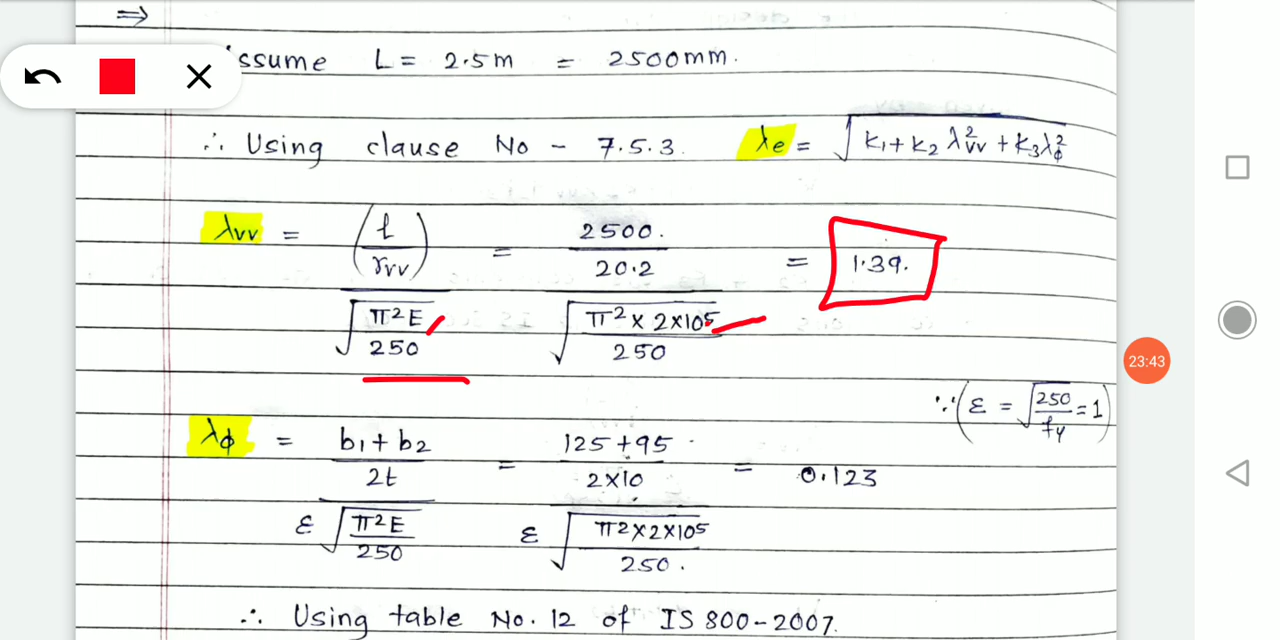 ⇒
ssume L = 2.5m = 2500mm.
∴ Using clause No - 7.5.3. λe = √(k1 + k2 λ²vv + k3 λ²ϕ)
λvv = (l / rvv) / √(π²E / 250) = (2500. / 20.2) / √(π² × 2×10⁵ / 250) = 1.39.
∵ (ε = √(250 / fy) = 1)
λϕ = ((b1 + b2) / 2t) / (ε √(π²E / 250)) = ((125 + 95) / 2×10) / (ε √(π² × 2×10⁵ / 250.)) = 0.123
∴ Using table No. 12 of IS 800-2007.
23:43